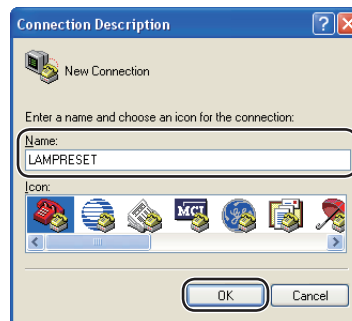 Connection Description
New Connection
Enter a name and choose an icon for the connection:
Name:
LAMPRESET
Icon:
MCI
OK Cancel